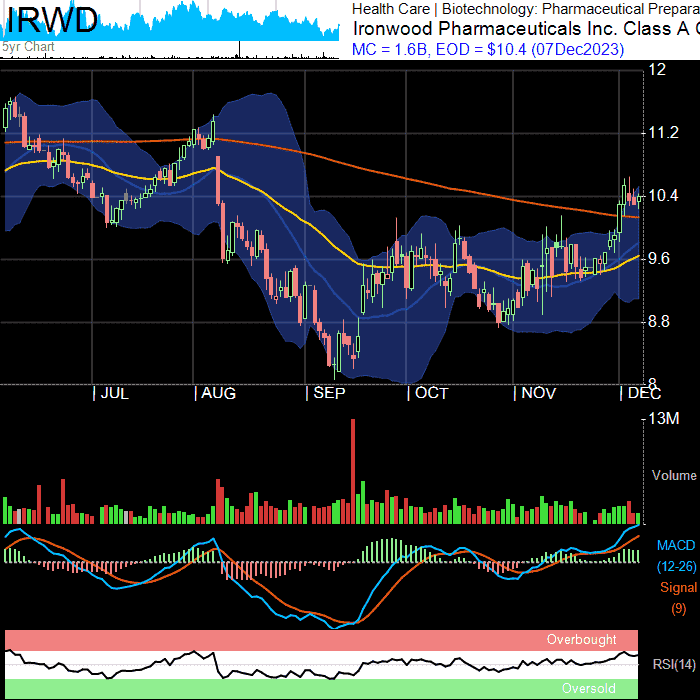 IRWD
5yr Chart
Health Care | Biotechnology: Pharmaceutical Prepara
Ironwood Pharmaceuticals Inc. Class A C
MC = 1.6B, EOD = $10.4 (07Dec2023)
12
11.2
10.4
9.6
8.8
8
| JUL | AUG | SEP | OCT | NOV | DEC
13M
Volume
MACD
(12-26)
Signal
(9)
Overbought
RSI(14)
Oversold